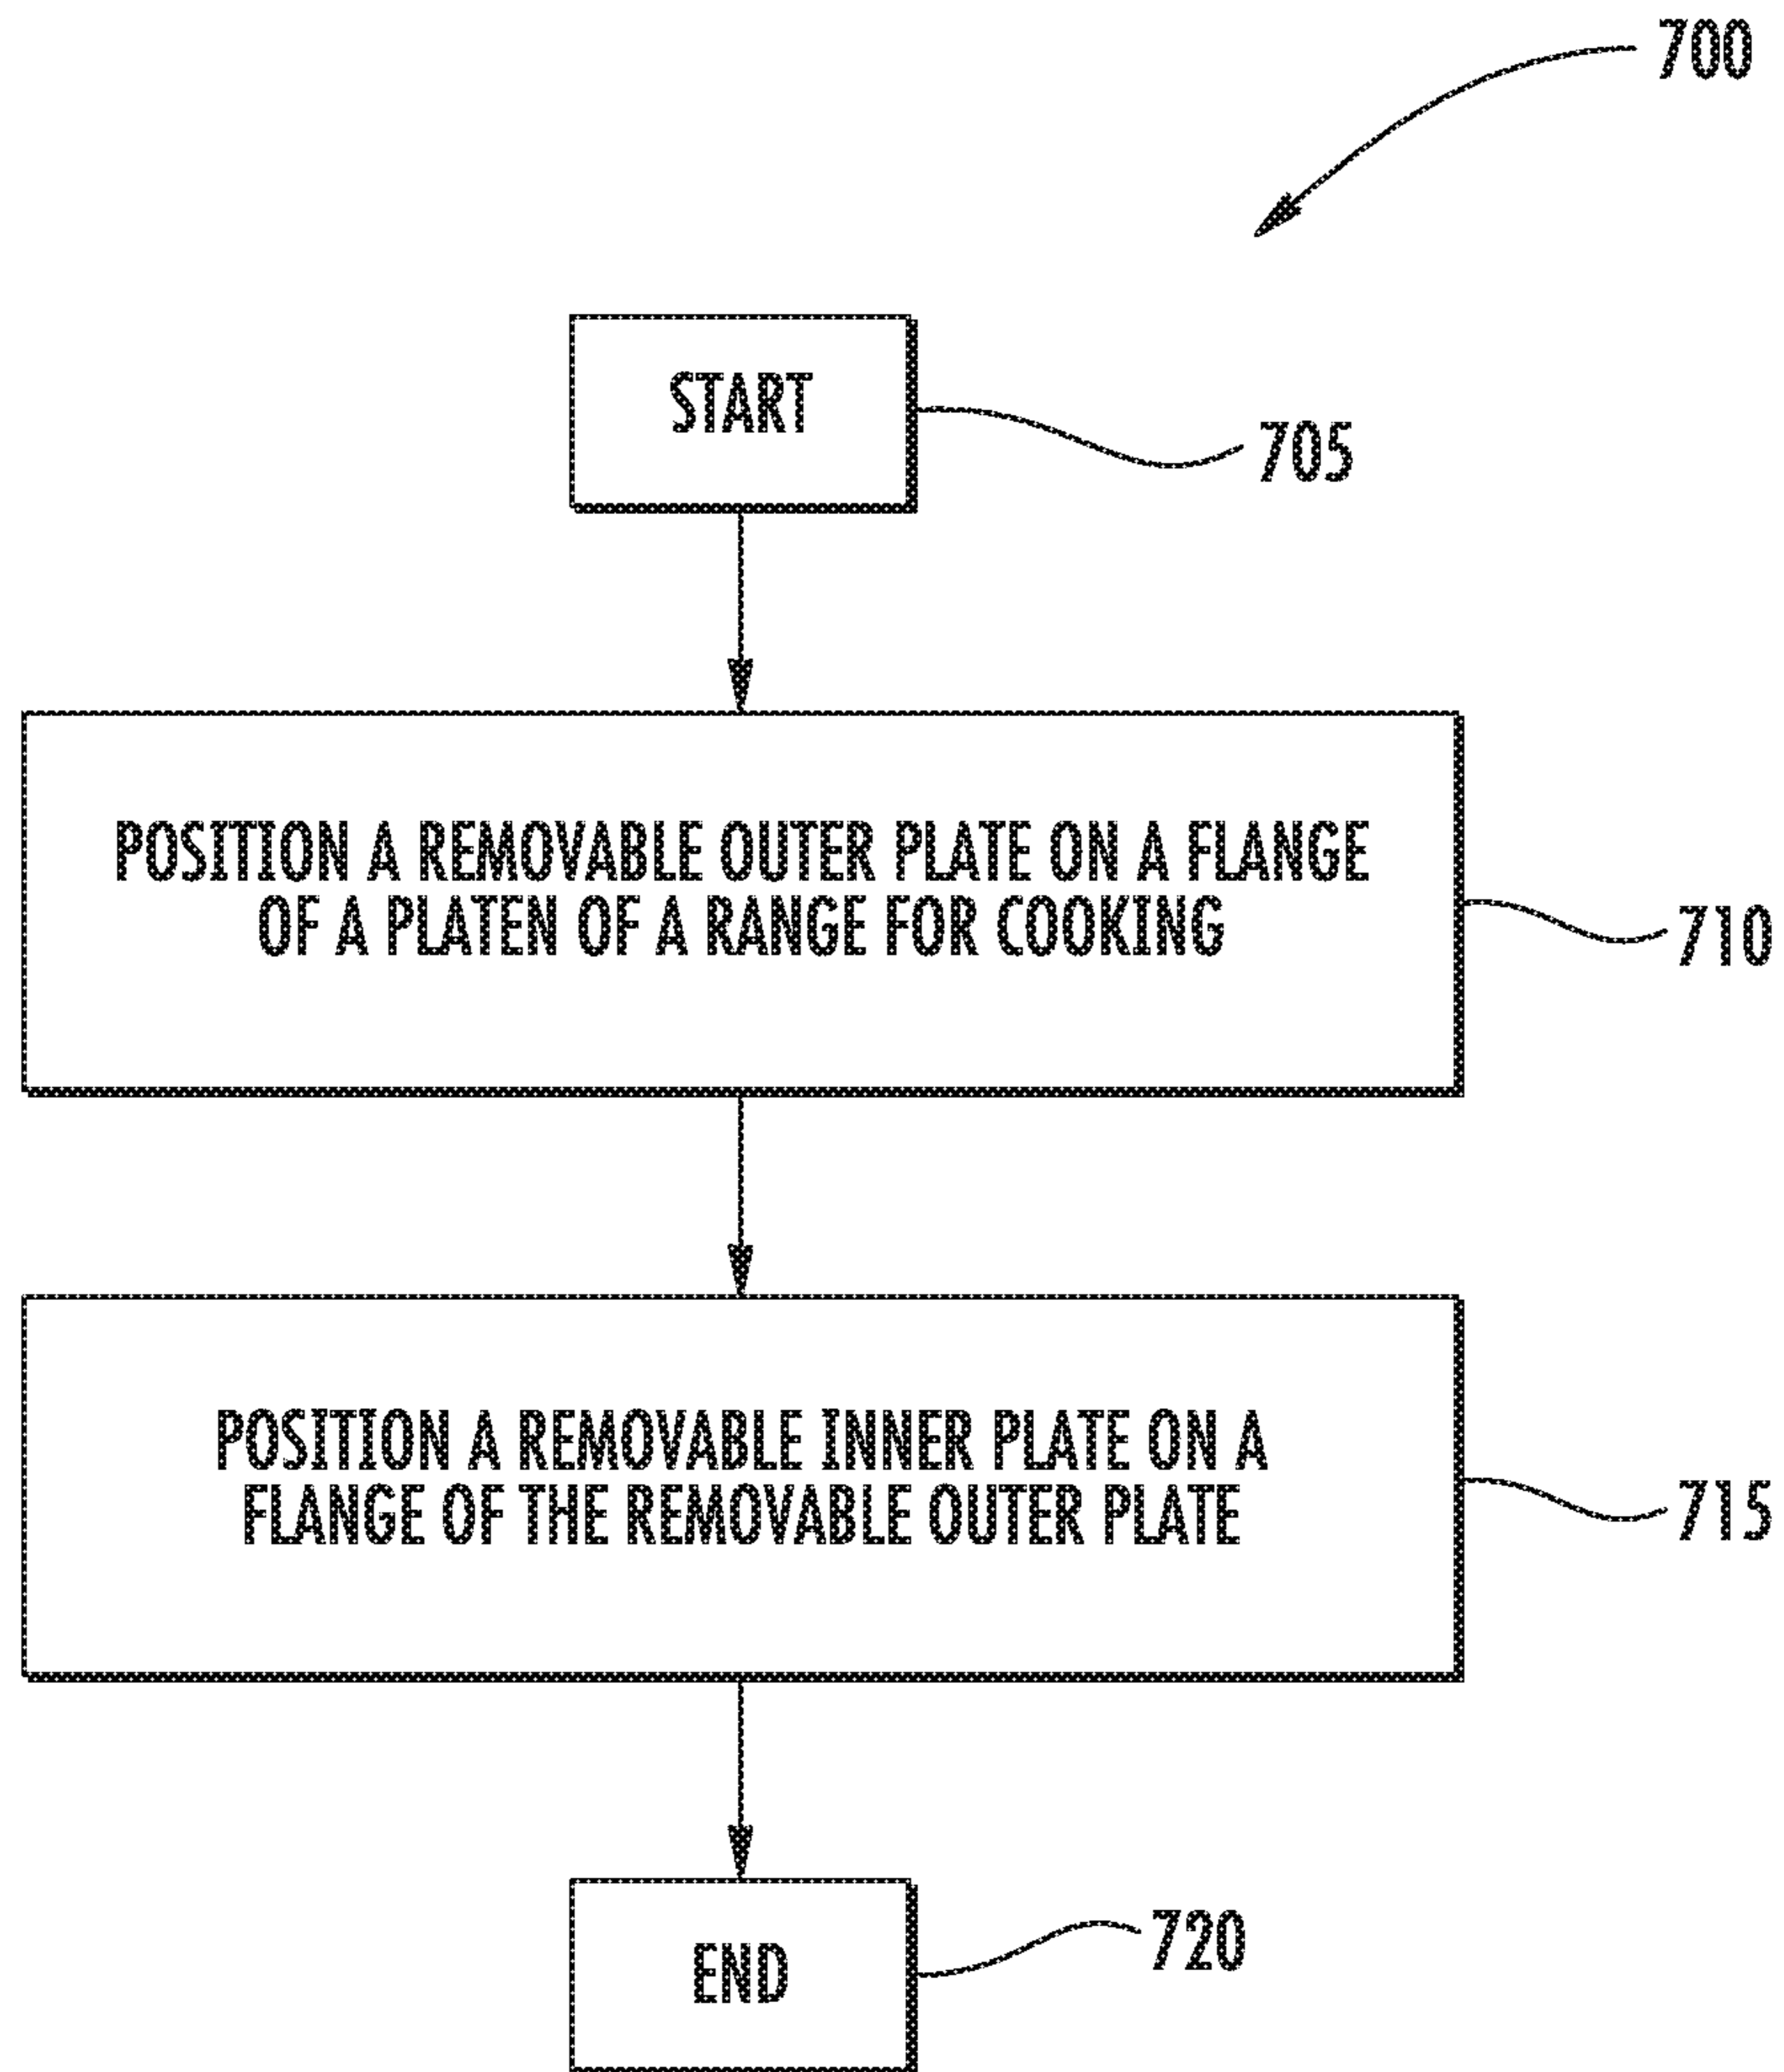 700
START
705
POSITION A REMOVABLE OUTER PLATE ON A FLANGE
OF A PLATEN OF A RANGE FOR COOKING
710
POSITION A REMOVABLE INNER PLATE ON A
FLANGE OF THE REMOVABLE OUTER PLATE
715
END
720